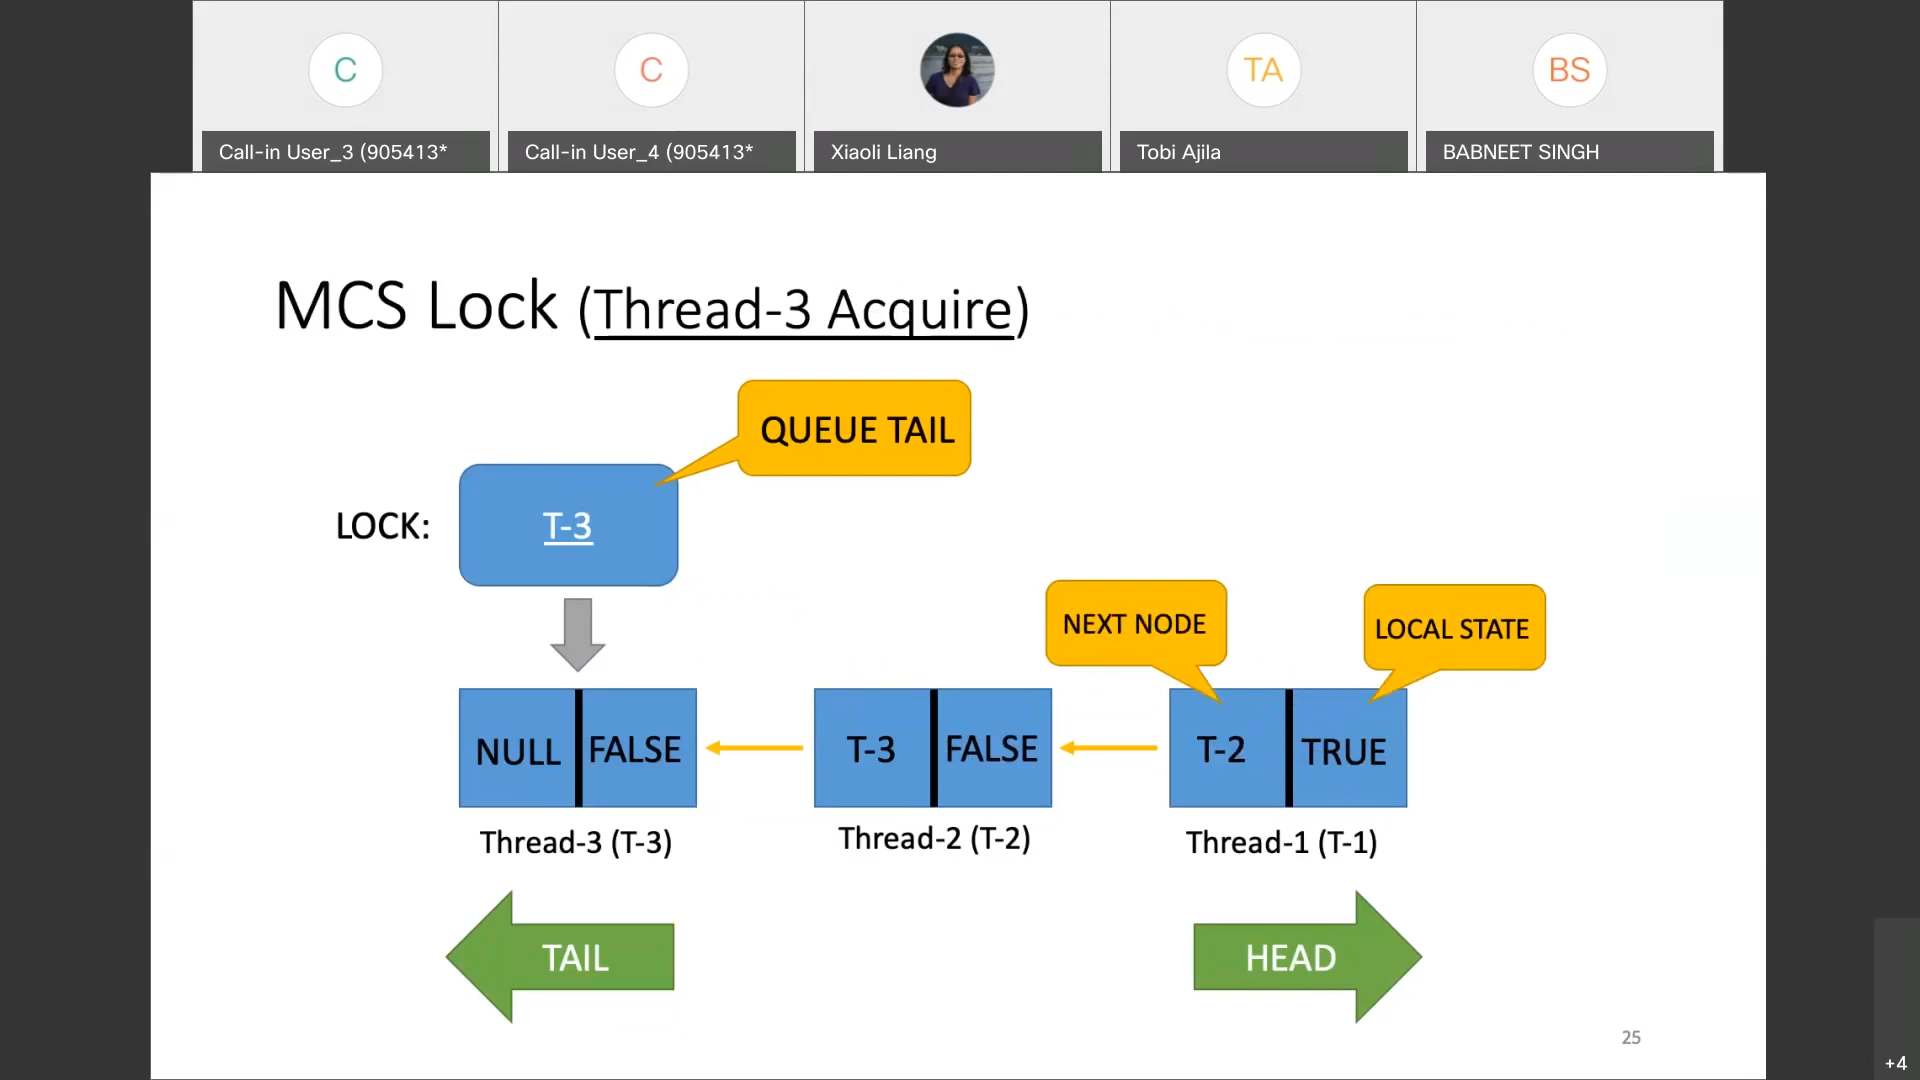 C
C
TA
BS
Call-in User_3 (905413*
Call-in User_4 (905413*
Xiaoli Liang
Tobi Ajila
BABNEET SINGH
MCS Lock (Thread-3 Acquire)
QUEUE TAIL
LOCK:
T-3
NEXT NODE
LOCAL STATE
NULL
FALSE
T-3
FALSE
T-2
TRUE
Thread-3 (T-3)
Thread-2 (T-2)
Thread-1 (T-1)
TAIL
HEAD
25
+4